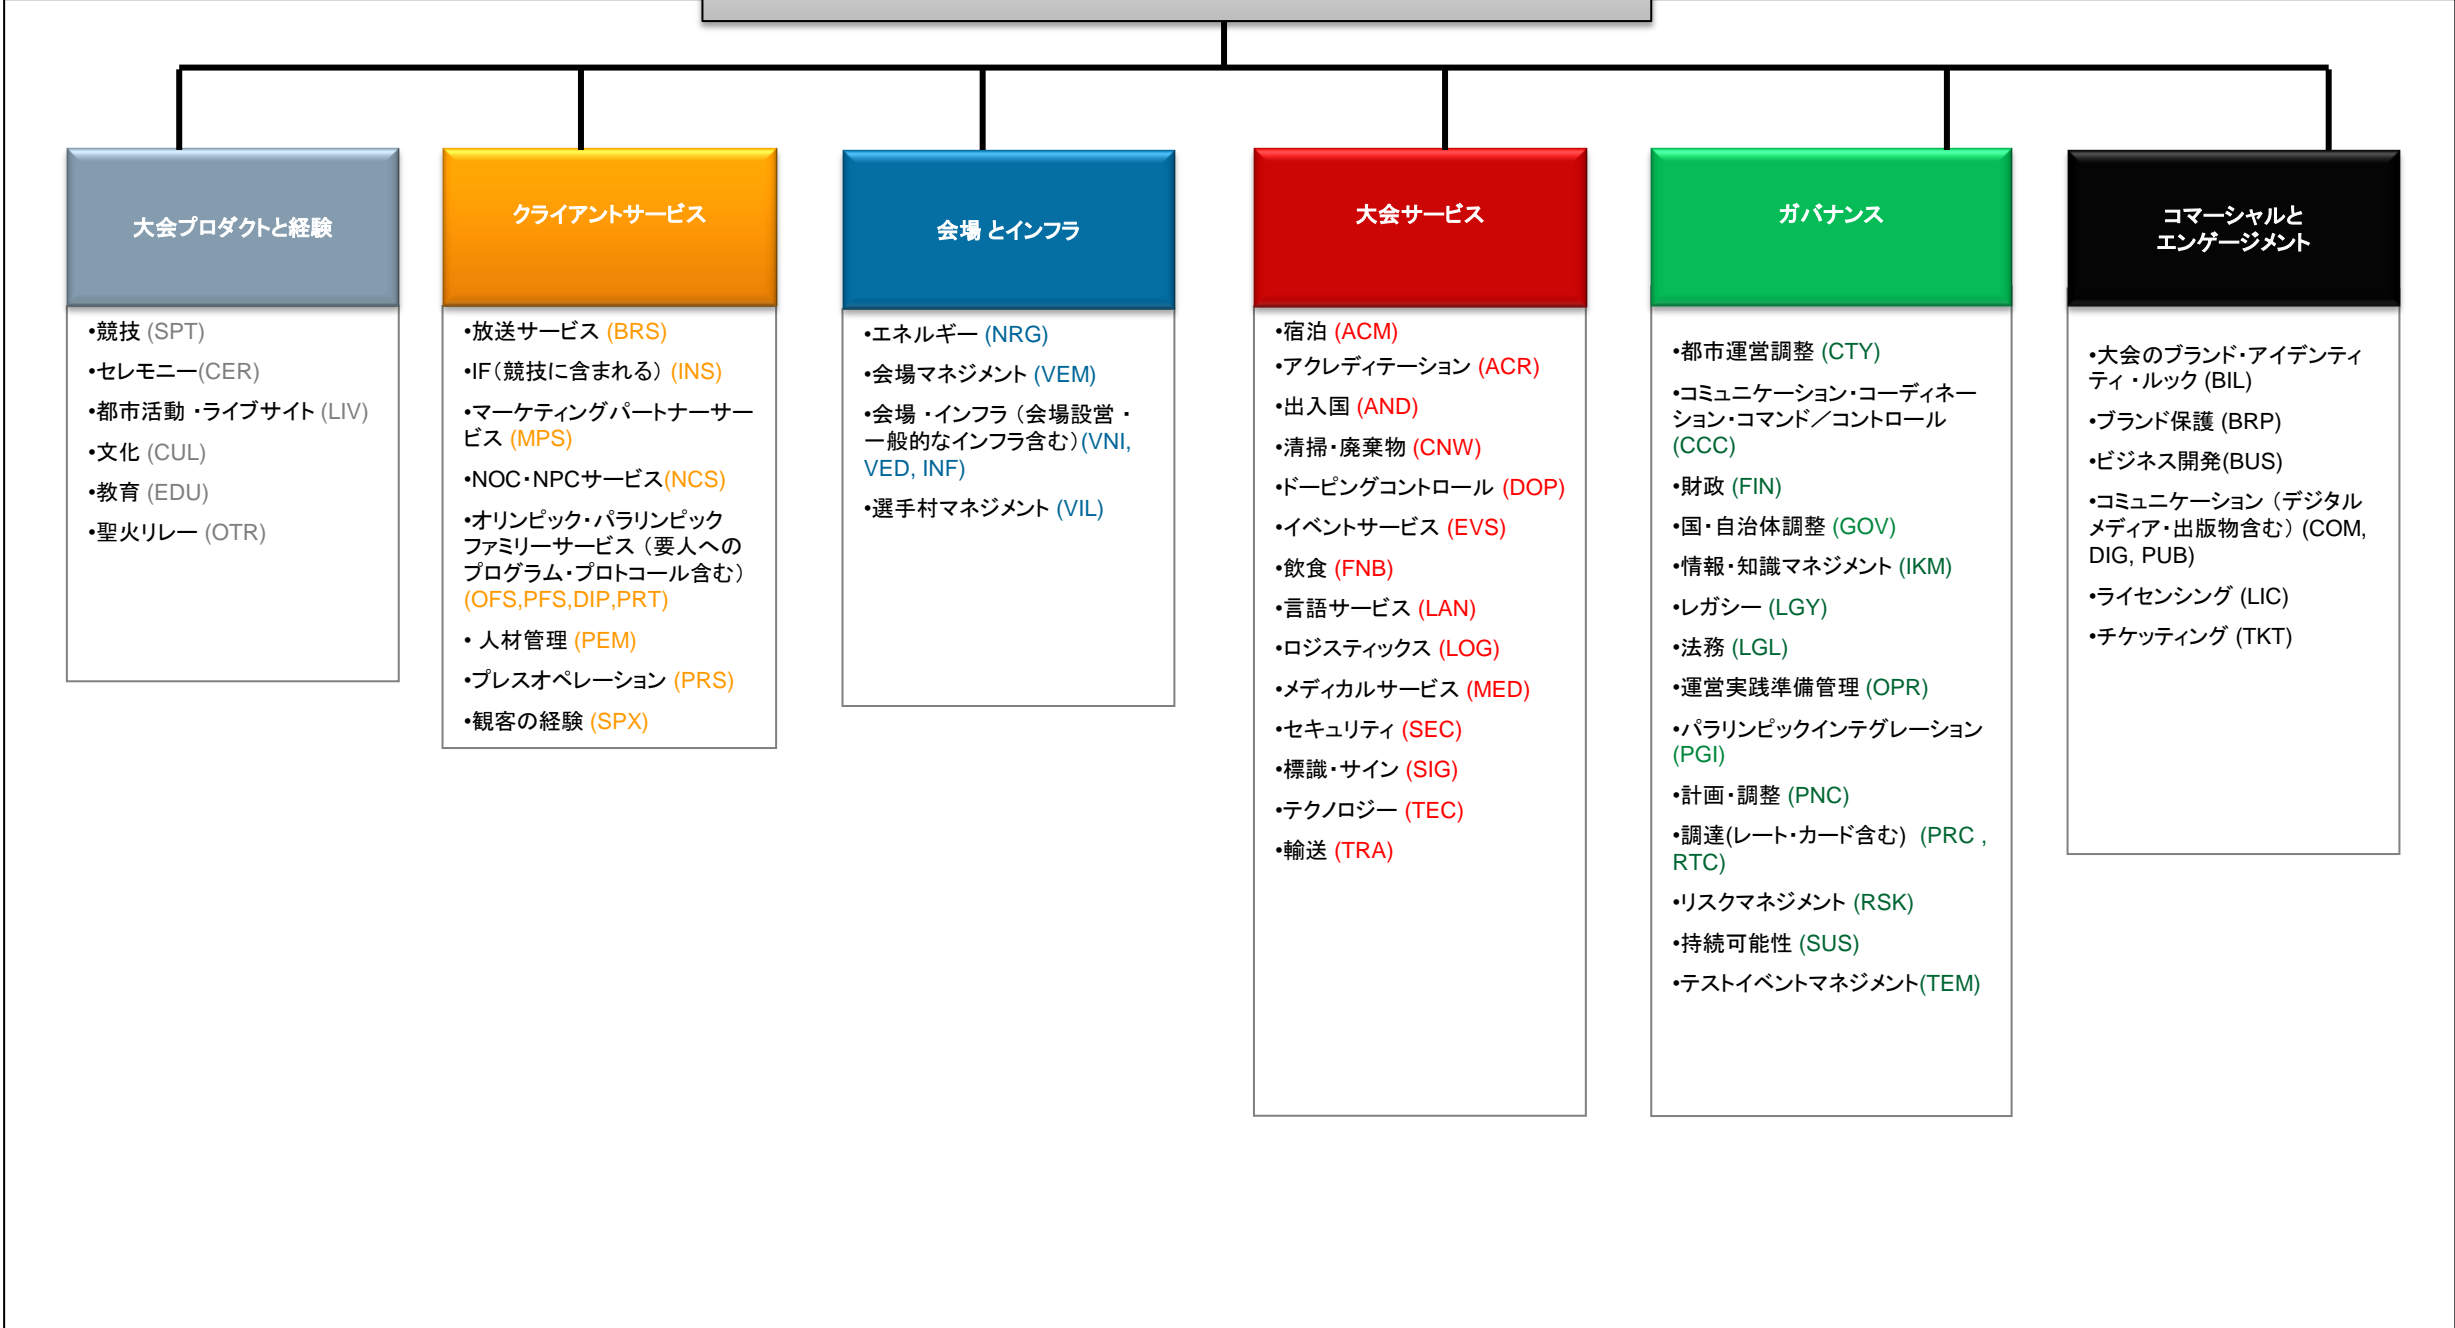 大会プロダクトと経験
•競技 (SPT)
•セレモニー(CER)
•都市活動 ・ライブサイト (LIV)
•文化 (CUL)
•教育 (EDU)
•聖火リレー (OTR)
クライアントサービス
•放送サービス (BRS)
•IF（競技に含まれる） (INS)
•マーケティングパートナーサー
ビス (MPS)
•NOC・NPCサービス(NCS)
•オリンピック・パラリンピック
ファミリーサービス （要人への
プログラム・プロトコール含む）
(OFS,PFS,DIP,PRT)
• 人材管理 (PEM)
•プレスオペレーション (PRS)
•観客の経験 (SPX)
会場 とインフラ
•エネルギー (NRG)
•会場マネジメント (VEM)
•会場 ・インフラ （会場設営 ・
一般的なインフラ含む）(VNI,
VED, INF)
•選手村マネジメント (VIL)
大会サービス
•宿泊 (ACM)
•アクレディテーション (ACR)
•出入国 (AND)
•清掃・廃棄物 (CNW)
•ドーピングコントロール (DOP)
•イベントサービス (EVS)
•飲食 (FNB)
•言語サービス (LAN)
•ロジスティックス (LOG)
•メディカルサービス (MED)
•セキュリティ (SEC)
•標識・サイン (SIG)
•テクノロジー (TEC)
•輸送 (TRA)
ガバナンス
•都市運営調整 (CTY)
•コミュニケーション・コーディネー
ション・コマンド／コントロール
(CCC)
•財政 (FIN)
•国・自治体調整 (GOV)
•情報・知識マネジメント (IKM)
•レガシー (LGY)
•法務 (LGL)
•運営実践準備管理 (OPR)
•パラリンピックインテグレーション
(PGI)
•計画・調整 (PNC)
•調達(レート・カード含む) (PRC ,
RTC)
•リスクマネジメント (RSK)
•持続可能性 (SUS)
•テストイベントマネジメント(TEM)
コマーシャルと
エンゲージメント
•大会のブランド・アイデンティ
ティ ・ルック (BIL)
•ブランド保護 (BRP)
•ビジネス開発(BUS)
•コミュニケーション （デジタル
メディア・出版物含む） (COM,
DIG, PUB)
•ライセンシング (LIC)
•チケッティング (TKT)